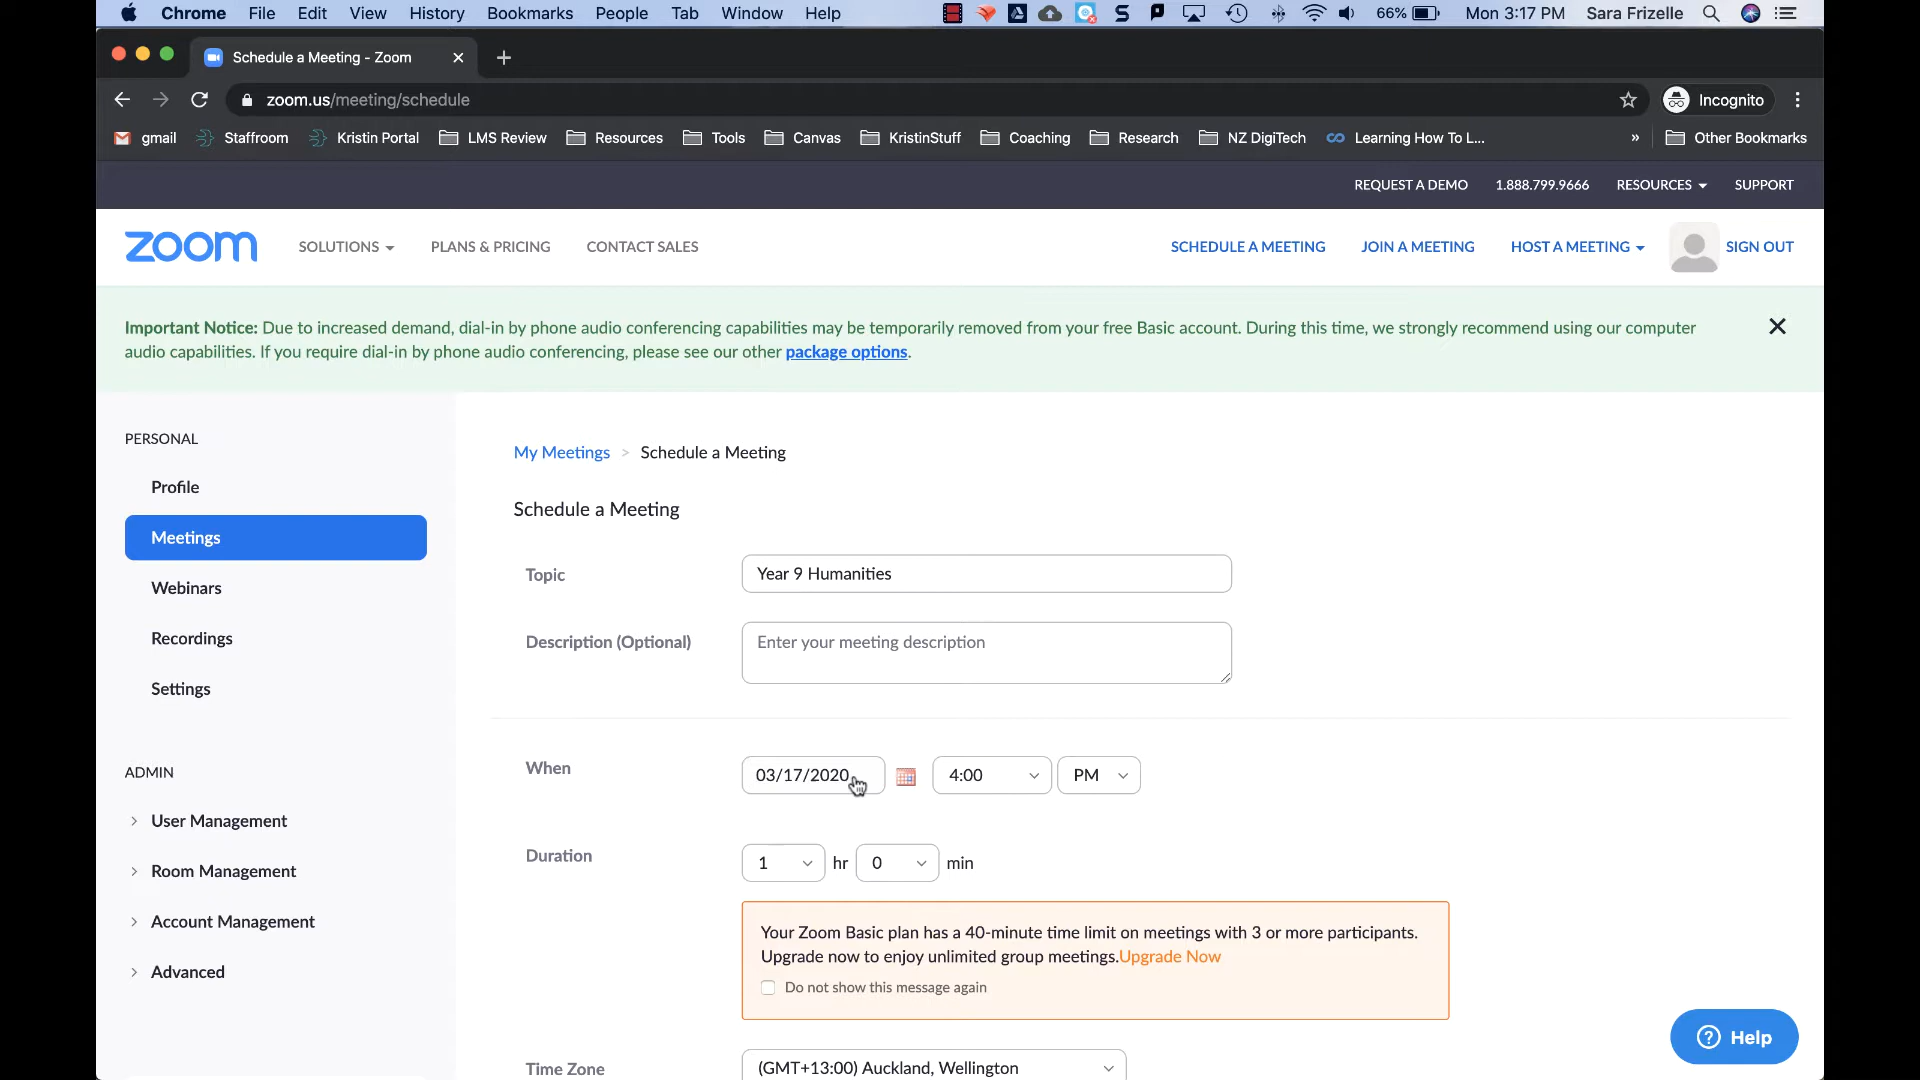 Chrome File Edit View History Bookmarks People Tab Window Help 66% Mon 3:17 PM Sara Frizelle
Schedule a Meeting - Zoom
zoom.us/meeting/schedule Incognito
gmail Staffroom Kristin Portal LMS Review Resources Tools Canvas KristinStuff Coaching Research NZ DigiTech Learning How To L... » Other Bookmarks
REQUEST A DEMO 1.888.799.9666 RESOURCES SUPPORT
zoom SOLUTIONS PLANS & PRICING CONTACT SALES SCHEDULE A MEETING JOIN A MEETING HOST A MEETING SIGN OUT
Important Notice: Due to increased demand, dial-in by phone audio conferencing capabilities may be temporarily removed from your free Basic account. During this time, we strongly recommend using our computer
audio capabilities. If you require dial-in by phone audio conferencing, please see our other package options.
PERSONAL
Profile
Meetings
Webinars
Recordings
Settings
ADMIN
User Management
Room Management
Account Management
Advanced
My Meetings > Schedule a Meeting
Schedule a Meeting
Topic Year 9 Humanities
Description (Optional) Enter your meeting description
When 03/17/2020 4:00 PM
Duration 1 hr 0 min
Your Zoom Basic plan has a 40-minute time limit on meetings with 3 or more participants.
Upgrade now to enjoy unlimited group meetings.Upgrade Now
Do not show this message again
Time Zone (GMT+13:00) Auckland, Wellington
Help